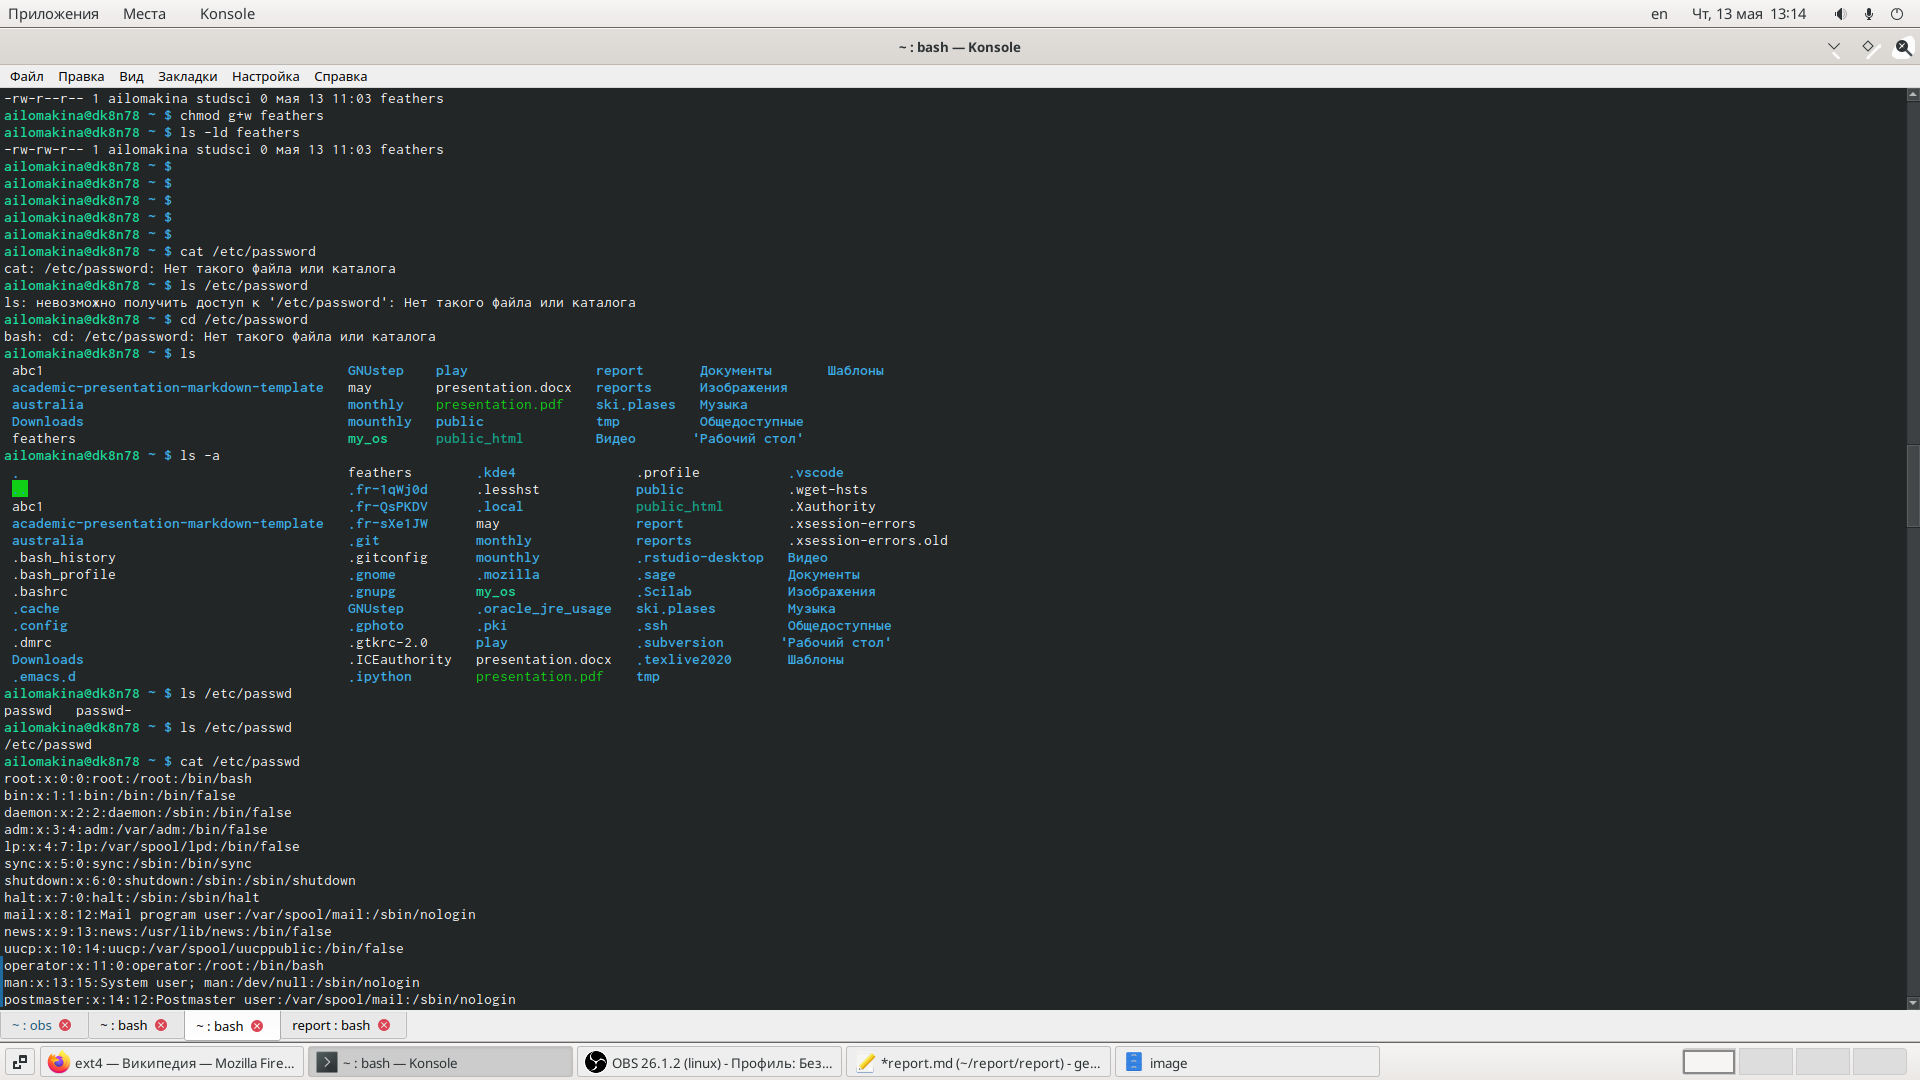 Приложения Места Konsole en Чт, 13 мая 13:14
~ : bash — Konsole
Файл Правка Вид Закладки Настройка Справка
-rw-r--r-- 1 ailomakina studsci 0 мая 13 11:03 feathers
ailomakina@dk8n78 ~ $ chmod g+w feathers
ailomakina@dk8n78 ~ $ ls -ld feathers
-rw-rw-r-- 1 ailomakina studsci 0 мая 13 11:03 feathers
ailomakina@dk8n78 ~ $
ailomakina@dk8n78 ~ $
ailomakina@dk8n78 ~ $
ailomakina@dk8n78 ~ $
ailomakina@dk8n78 ~ $
ailomakina@dk8n78 ~ $ cat /etc/password
cat: /etc/password: Нет такого файла или каталога
ailomakina@dk8n78 ~ $ ls /etc/password
ls: невозможно получить доступ к '/etc/password': Нет такого файла или каталога
ailomakina@dk8n78 ~ $ cd /etc/password
bash: cd: /etc/password: Нет такого файла или каталога
ailomakina@dk8n78 ~ $ ls
abc1 GNUstep play report Документы Шаблоны
academic-presentation-markdown-template may presentation.docx reports Изображения
australia monthly presentation.pdf ski.plases Музыка
Downloads mounthly public tmp Общедоступные
feathers my_os public_html Видео 'Рабочий стол'
ailomakina@dk8n78 ~ $ ls -a
. feathers .kde4 .profile .vscode
.fr-1qWj0d .lesshst public .wget-hsts
abc1 .fr-QsPKDV .local public_html .Xauthority
academic-presentation-markdown-template .fr-sXe1JW may report .xsession-errors
australia .git monthly reports .xsession-errors.old
.bash_history .gitconfig mounthly .rstudio-desktop Видео
.bash_profile .gnome .mozilla .sage Документы
.bashrc .gnupg my_os .Scilab Изображения
.cache GNUstep .oracle_jre_usage ski.plases Музыка
.config .gphoto .pki .ssh Общедоступные
.dmrc .gtkrc-2.0 play .subversion 'Рабочий стол'
Downloads .ICEauthority presentation.docx .texlive2020 Шаблоны
.emacs.d .ipython presentation.pdf tmp
ailomakina@dk8n78 ~ $ ls /etc/passwd
passwd passwd-
ailomakina@dk8n78 ~ $ ls /etc/passwd
/etc/passwd
ailomakina@dk8n78 ~ $ cat /etc/passwd
root:x:0:0:root:/root:/bin/bash
bin:x:1:1:bin:/bin:/bin/false
daemon:x:2:2:daemon:/sbin:/bin/false
adm:x:3:4:adm:/var/adm:/bin/false
lp:x:4:7:lp:/var/spool/lpd:/bin/false
sync:x:5:0:sync:/sbin:/bin/sync
shutdown:x:6:0:shutdown:/sbin:/sbin/shutdown
halt:x:7:0:halt:/sbin:/sbin/halt
mail:x:8:12:Mail program user:/var/spool/mail:/sbin/nologin
news:x:9:13:news:/usr/lib/news:/bin/false
uucp:x:10:14:uucp:/var/spool/uucppublic:/bin/false
operator:x:11:0:operator:/root:/bin/bash
man:x:13:15:System user; man:/dev/null:/sbin/nologin
postmaster:x:14:12:Postmaster user:/var/spool/mail:/sbin/nologin
~ : obs ~ : bash ~ : bash report : bash
ext4 — Википедия — Mozilla Fire... ~ : bash — Konsole OBS 26.1.2 (linux) - Профиль: Без... *report.md (~/report/report) - ge... image